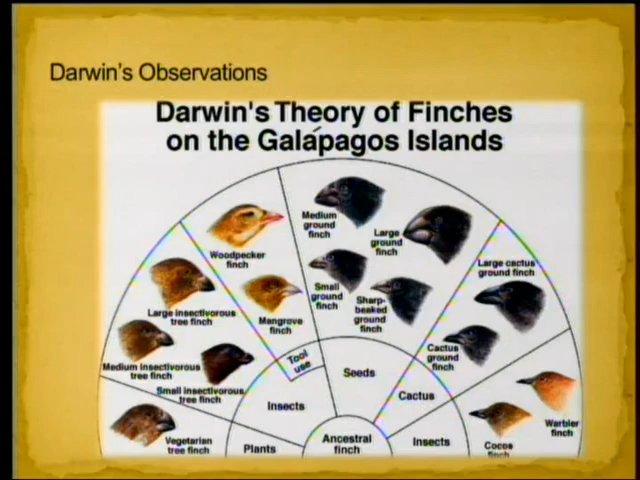 Darwin's Observations
Darwin's Theory of Finches
on the Galápagos Islands
Woodpecker
finch
Medium
ground
finch
Large
ground
finch
Large cactus
ground finch
Large insectivorous
tree finch
Mangrove
finch
Small
ground
finch
Sharp-
beaked
ground
finch
Medium insectivorous
tree finch
Small insectivorous
tree finch
Cactus
ground
finch
Tool
use
Seeds
Cactus
Insects
Vegetarian
tree finch
Plants
Ancestral
finch
Insects
Cocos
finch
Warbler
finch